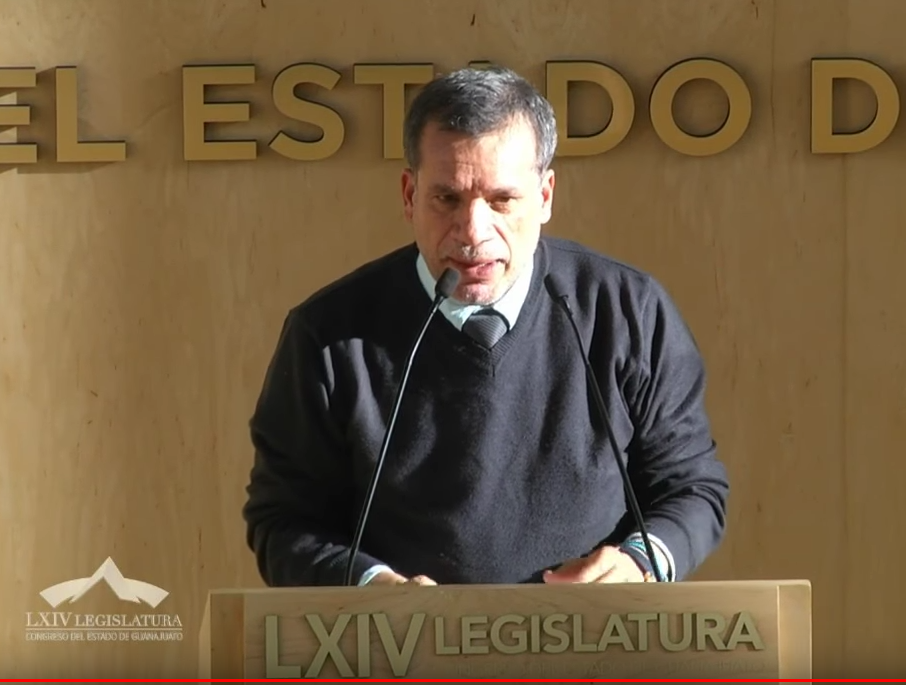 EL ESTADO D
LXIV LEGISLATURA
CONGRESO DEL ESTADO DE GUANAJUATO
LXIV LEGISLATURA